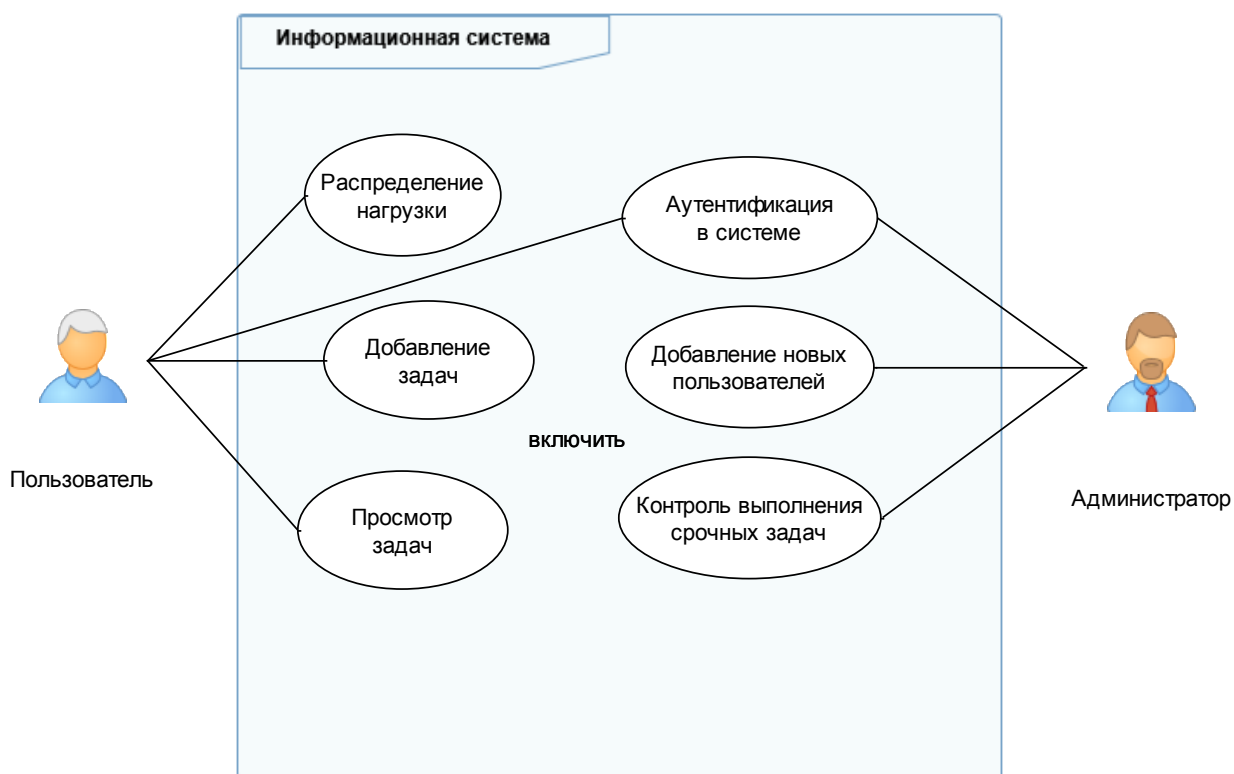 Информационная система
Распределение
нагрузки
Аутентификация
в системе
Добавление
задач
Добавление новых
пользователей
включить
Пользователь
Просмотр
задач
Контроль выполнения
срочных задач
Администратор